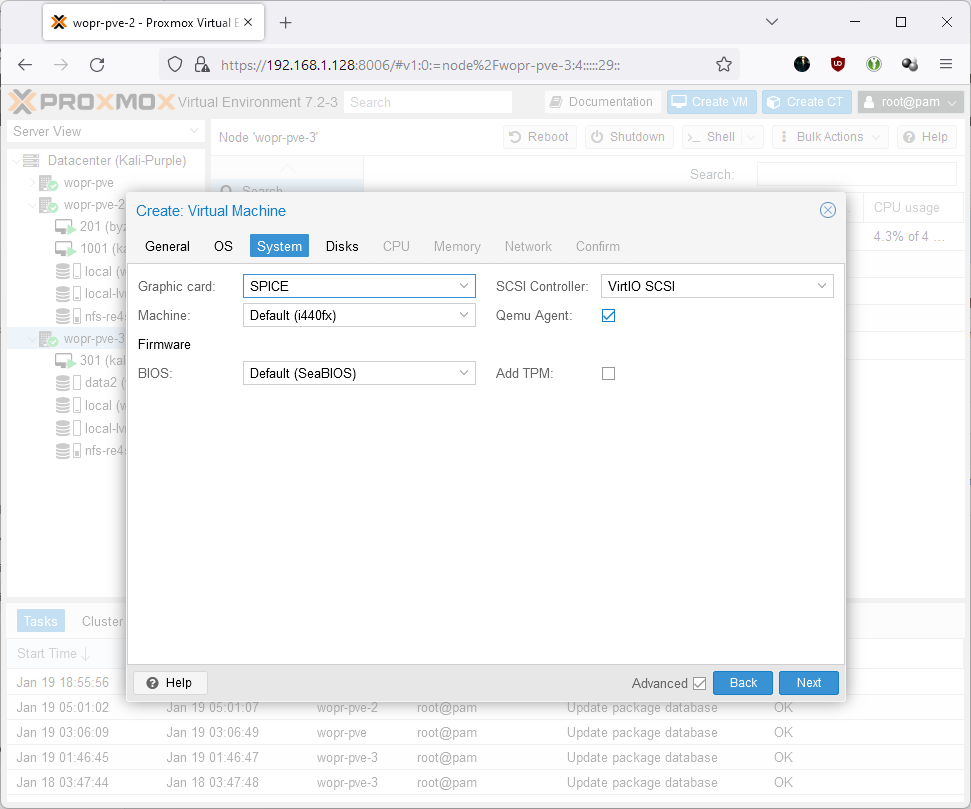 wopr-pve-2 - Proxmox Virtual E
https://192.168.1.128:8006/#v1:0:=node%2Fwopr-pve-3:4:::::29::
PROXMOX Virtual Environment 7.2-3 Search Documentation Create VM Create CT root@pam
Server View Node 'wopr-pve-3' Reboot Shutdown >_ Shell Bulk Actions Help
Datacenter (Kali-Purple) Search:
wopr-pve Search
wopr-pve-2 CPU usage
201 (byz 4.3% of 4 ...
1001 (ka
local (w
local-lv
nfs-re4s
wopr-pve-3
301 (kal
data2 (
local (w
local-lv
nfs-re4s
Create: Virtual Machine
General OS System Disks CPU Memory Network Confirm
Graphic card: SPICE SCSI Controller: VirtIO SCSI
Machine: Default (i440fx) Qemu Agent:
Firmware
BIOS: Default (SeaBIOS) Add TPM:
Help Advanced Back Next
Tasks Cluster
Start Time
Jan 19 18:55:56
Jan 19 05:01:02 Jan 19 05:01:07 wopr-pve-2 root@pam Update package database OK
Jan 19 03:06:09 Jan 19 03:06:49 wopr-pve root@pam Update package database OK
Jan 19 01:46:45 Jan 19 01:46:47 wopr-pve-3 root@pam Update package database OK
Jan 18 03:47:44 Jan 18 03:47:48 wopr-pve-3 root@pam Update package database OK